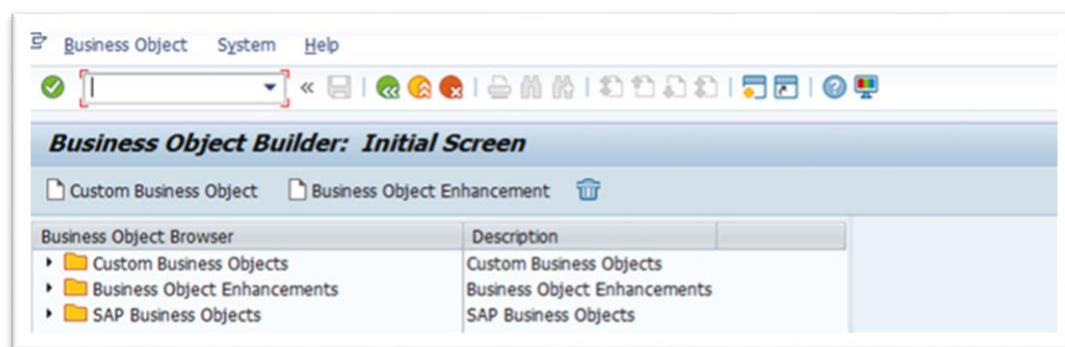 Business Object System Help
Business Object Builder: Initial Screen
Custom Business Object Business Object Enhancement
Business Object Browser Description
Custom Business Objects Custom Business Objects
Business Object Enhancements Business Object Enhancements
SAP Business Objects SAP Business Objects